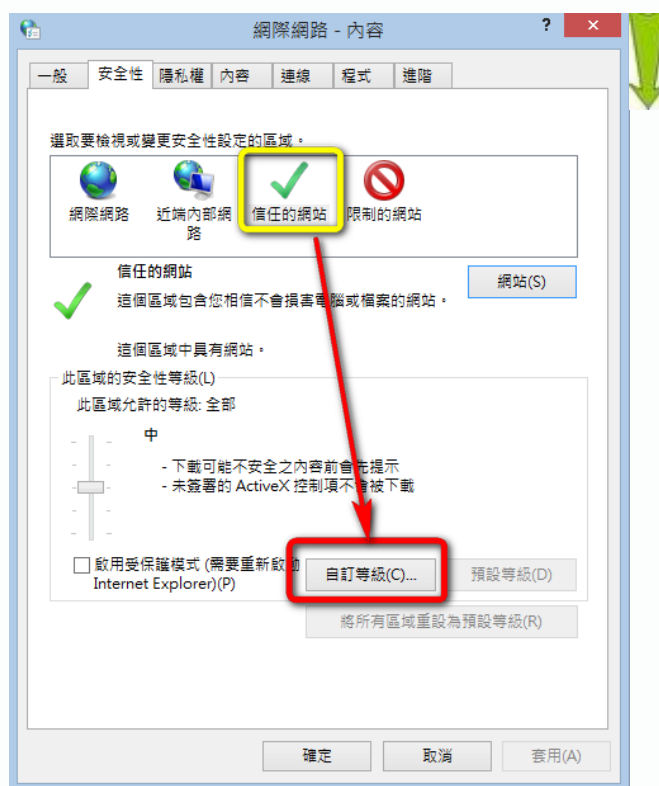 網際網路 - 內容
?
×
一般 安全性 隱私權 內容 連線 程式 進階
選取要檢視或變更安全性設定的區域。
網際網路 近端內部網路 信任的網站 限制的網站
信任的網站
網站(S)
這個區域包含您相信不會損害電腦或檔案的網站。
這個區域中具有網站。
此區域的安全性等級(L)
此區域允許的等級: 全部
中
- 下載可能不安全之內容前會先提示
- 未簽署的 ActiveX 控制項不會被下載
啟用受保護模式 (需要重新啟動
Internet Explorer)(P)
自訂等級(C)...
預設等級(D)
將所有區域重設為預設等級(R)
確定 取消 套用(A)